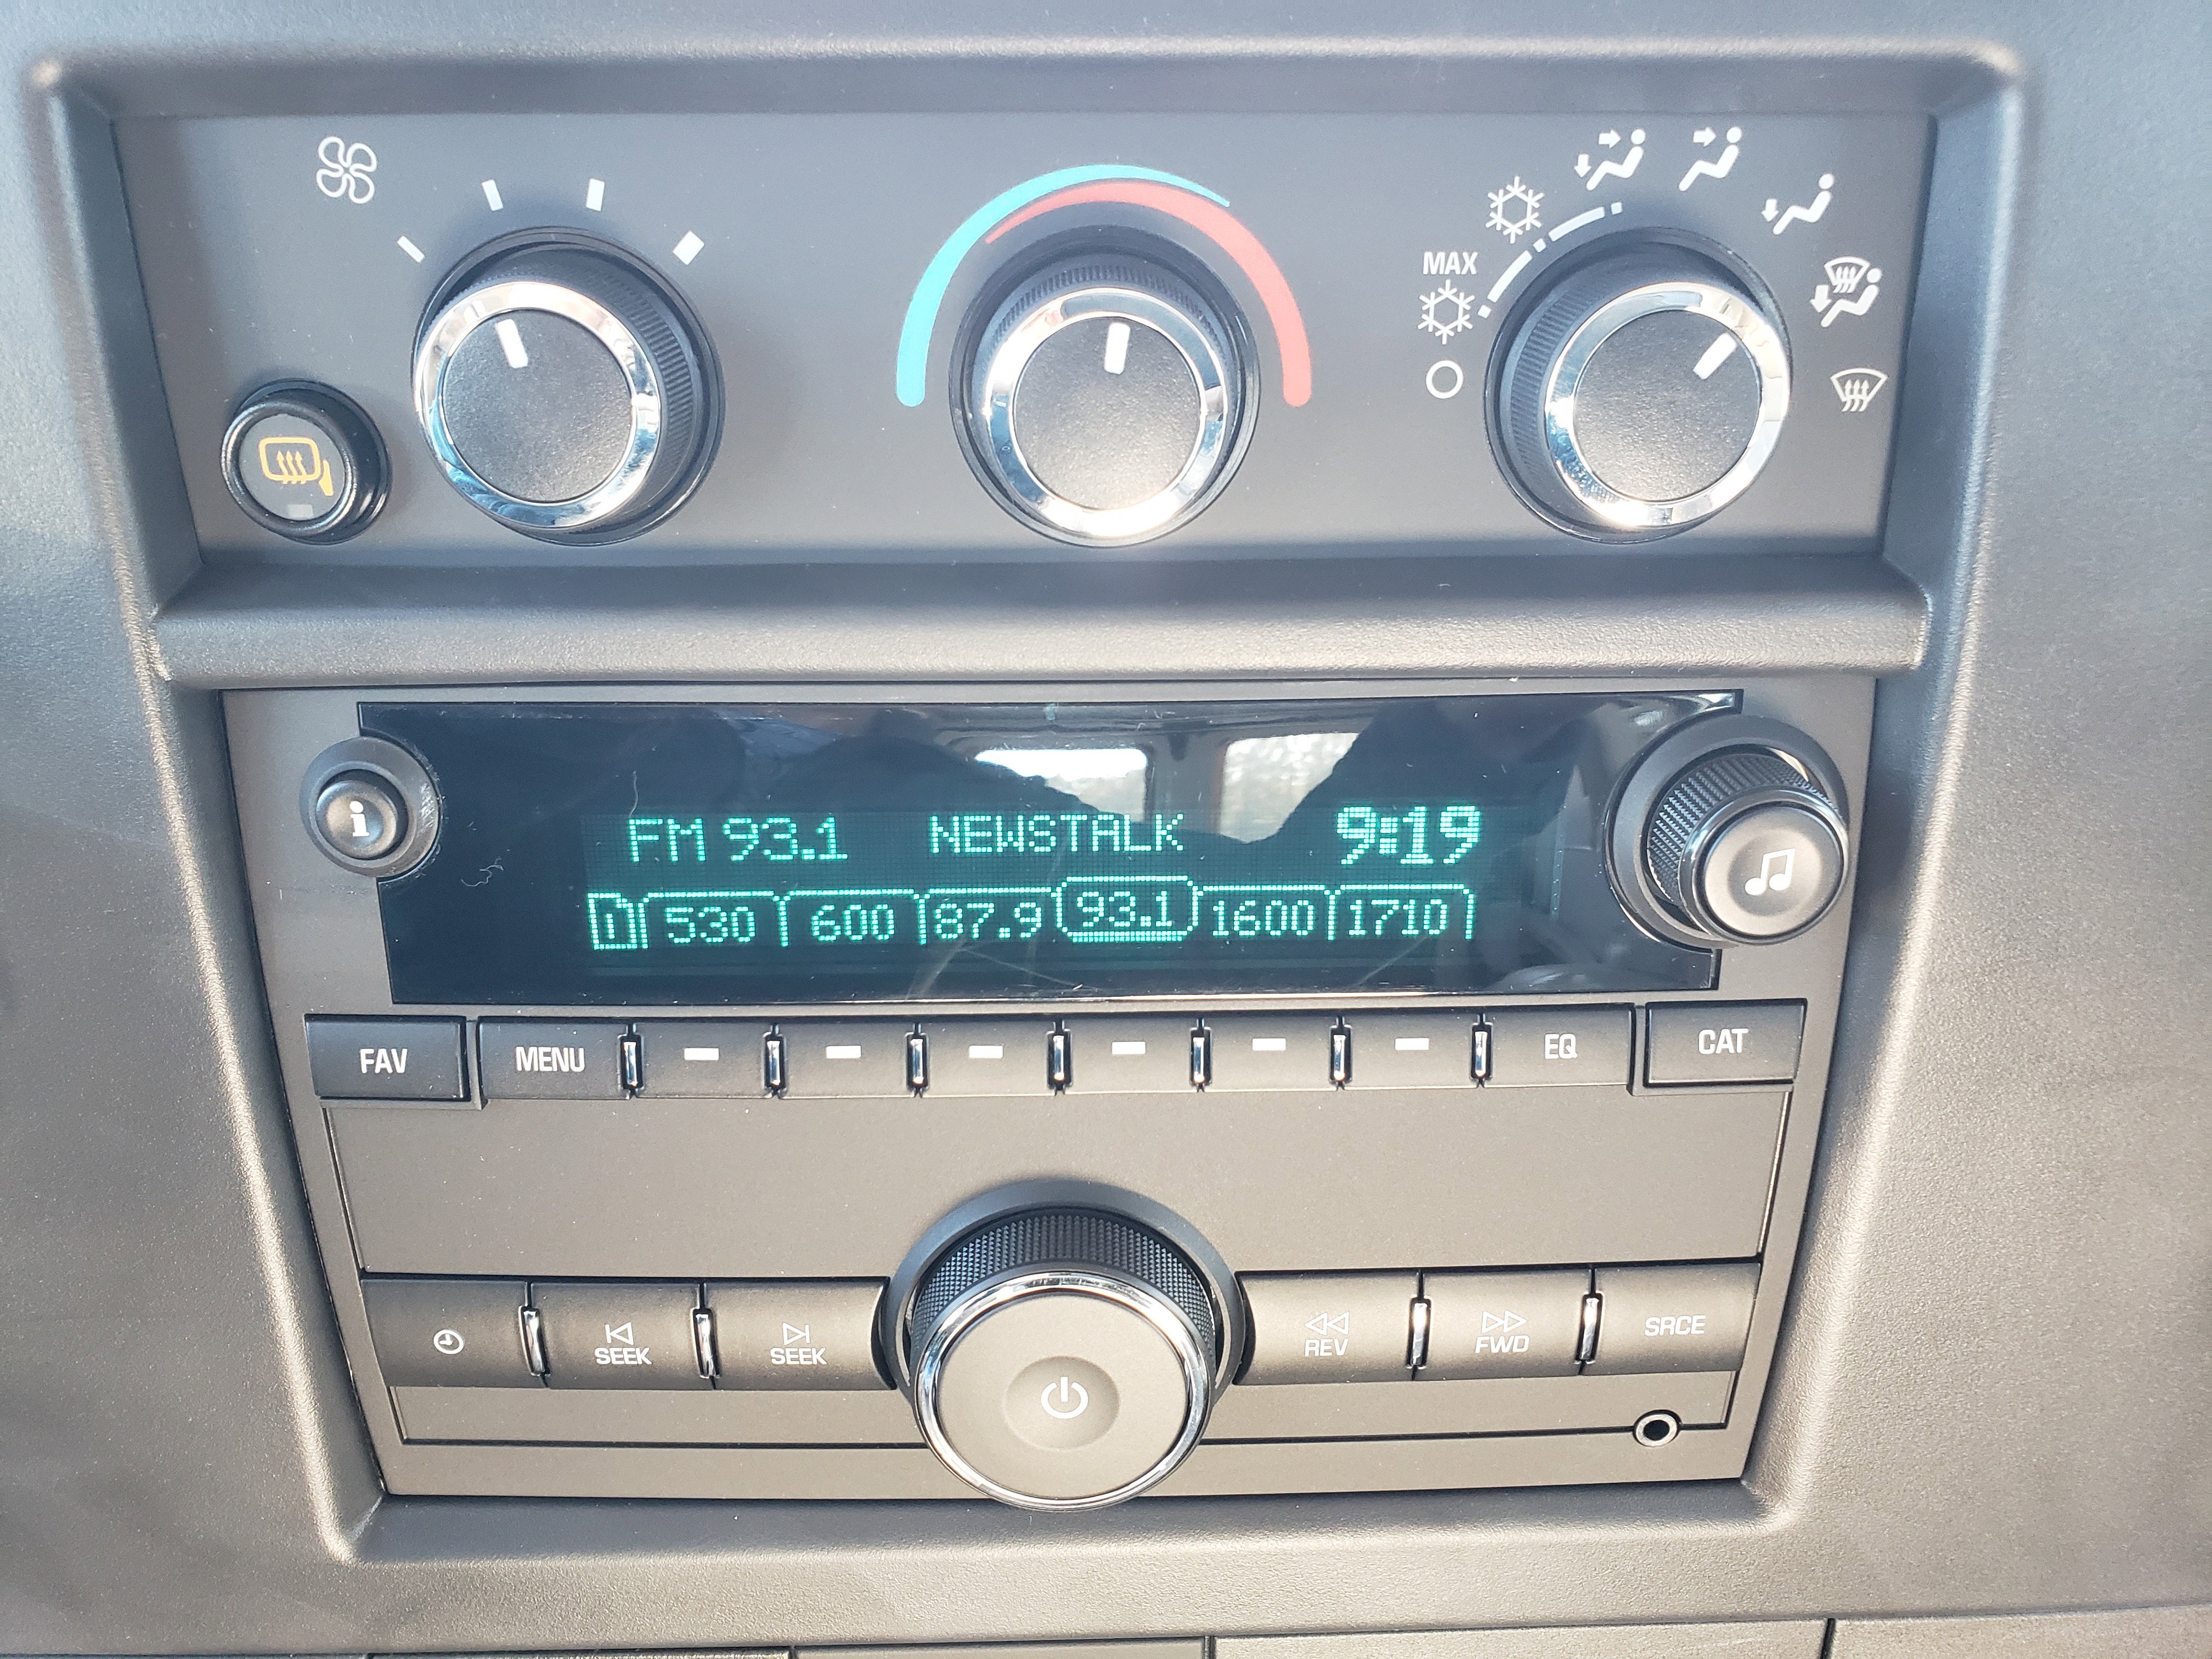 MAX
i
FM 93.1 NEWSTALK 9:19
1 530 600 87.9 93.1 1600 1710
FAV MENU EQ CAT
SEEK SEEK REV FWD SRCE